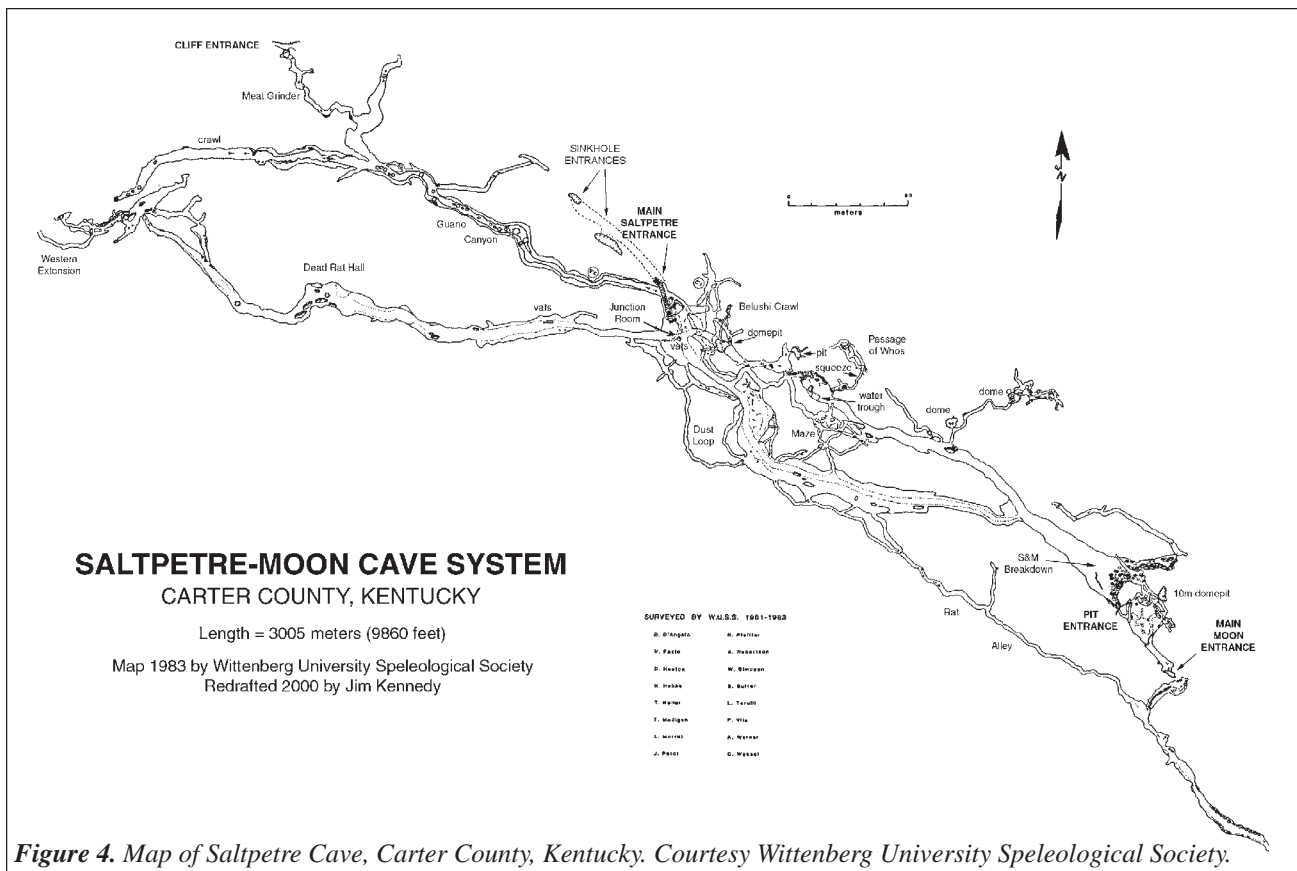 CLIFF ENTRANCE
Meat Grinder
crawl
SINKHOLE
ENTRANCES
N
MAIN
SALTPETRE
ENTRANCE
meters
Guano
Canyon
Western
Extension
Dead Rat Hall
vats
Junction
Room
vats
Belushi Crawl
domepit
pit
squeeze
Passage
of Whos
water
trough
dome
dome
Dust
Loop
Maze
S&M
Breakdown
10m domepit
PIT
ENTRANCE
MAIN
MOON
ENTRANCE
Rat
Alley
SALTPETRE-MOON CAVE SYSTEM
CARTER COUNTY, KENTUCKY
Length = 3005 meters (9860 feet)
Map 1983 by Wittenberg University Speleological Society
Redrafted 2000 by Jim Kennedy
SURVEYED BY W.U.S.S. 1981-1983
Figure 4. Map of Saltpetre Cave, Carter County, Kentucky. Courtesy Wittenberg University Speleological Society.